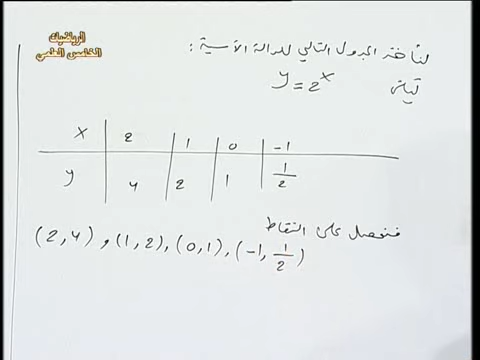 الرياضيات
الخامس العلمي
لنأخذ الجدول التالي للدالة الأسية :
y = 2^x
x | 2 | 1 | 0 | -1
y | 4 | 2 | 1 | 1/2
فنحصل على النقاط
(2,4) , (1,2) , (0,1) , (-1, 1/2)